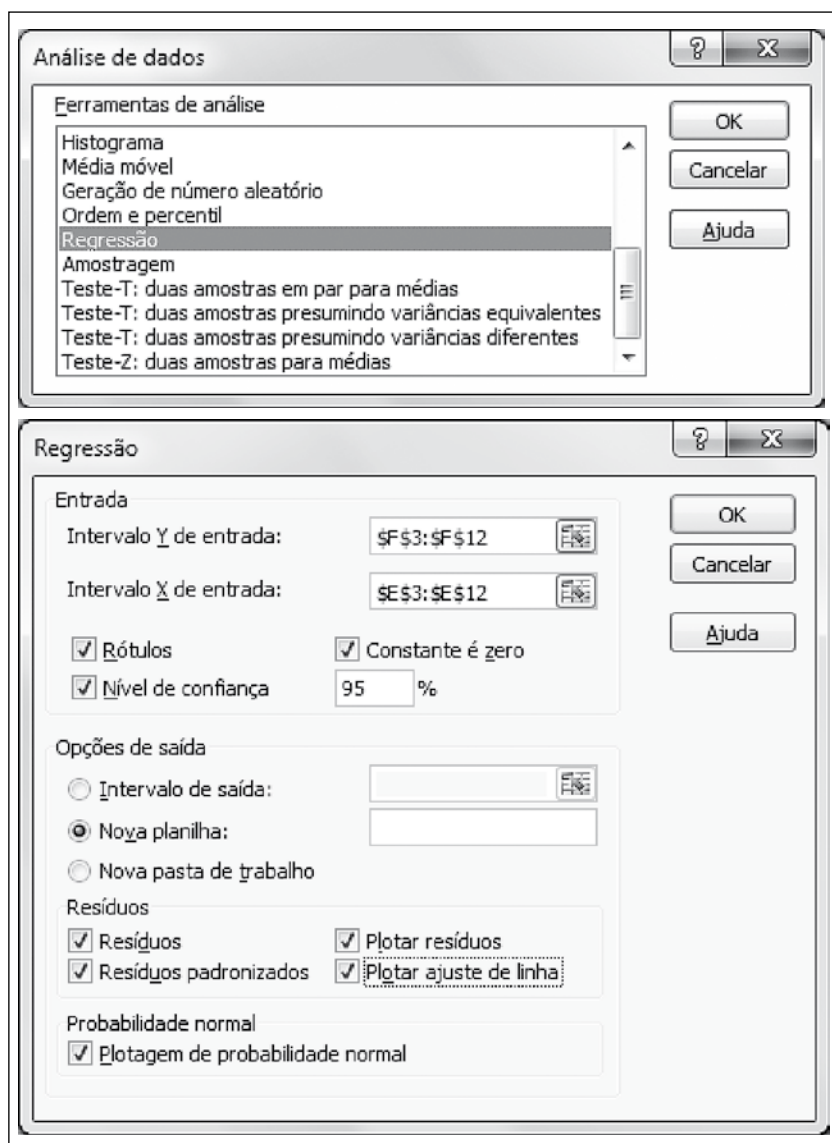 Análise de dados
Ferramentas de análise
Histograma
Média móvel
Geração de número aleatório
Ordem e percentil
Regressão
Amostragem
Teste-T: duas amostras em par para médias
Teste-T: duas amostras presumindo variâncias equivalentes
Teste-T: duas amostras presumindo variâncias diferentes
Teste-Z: duas amostras para médias
OK
Cancelar
Ajuda
Regressão
Entrada
Intervalo Y de entrada: $F$3:$F$12
Intervalo X de entrada: $E$3:$E$12
Rótulos Constante é zero
Nível de confiança 95 %
OK
Cancelar
Ajuda
Opções de saída
Intervalo de saída:
Nova planilha:
Nova pasta de trabalho
Resíduos
Resíduos Plotar resíduos
Resíduos padronizados Plotar ajuste de linha
Probabilidade normal
Plotagem de probabilidade normal